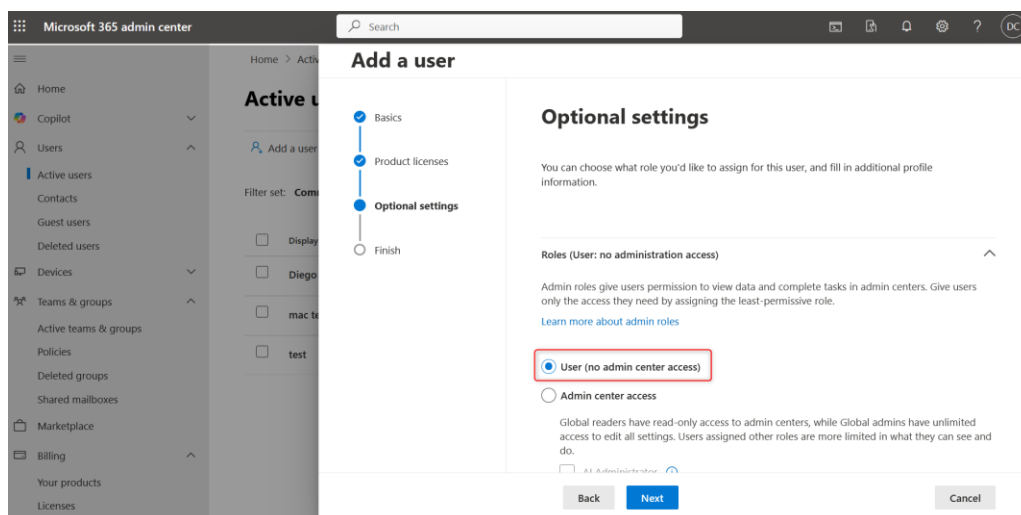 Microsoft 365 admin center
Search
DC
Home
Copilot
Users
Active users
Contacts
Guest users
Deleted users
Devices
Teams & groups
Active teams & groups
Policies
Deleted groups
Shared mailboxes
Marketplace
Billing
Your products
Licenses
Home > Activ
Active u
Add a user
Filter set: Com
Display
Diego
mac te
test
Add a user
Basics
Product licenses
Optional settings
Finish
Optional settings
You can choose what role you'd like to assign for this user, and fill in additional profile
information.
Roles (User: no administration access)
Admin roles give users permission to view data and complete tasks in admin centers. Give users
only the access they need by assigning the least-permissive role.
Learn more about admin roles
User (no admin center access)
Admin center access
Global readers have read-only access to admin centers, while Global admins have unlimited
access to edit all settings. Users assigned other roles are more limited in what they can see and
do.
AI Administrator
Back
Next
Cancel